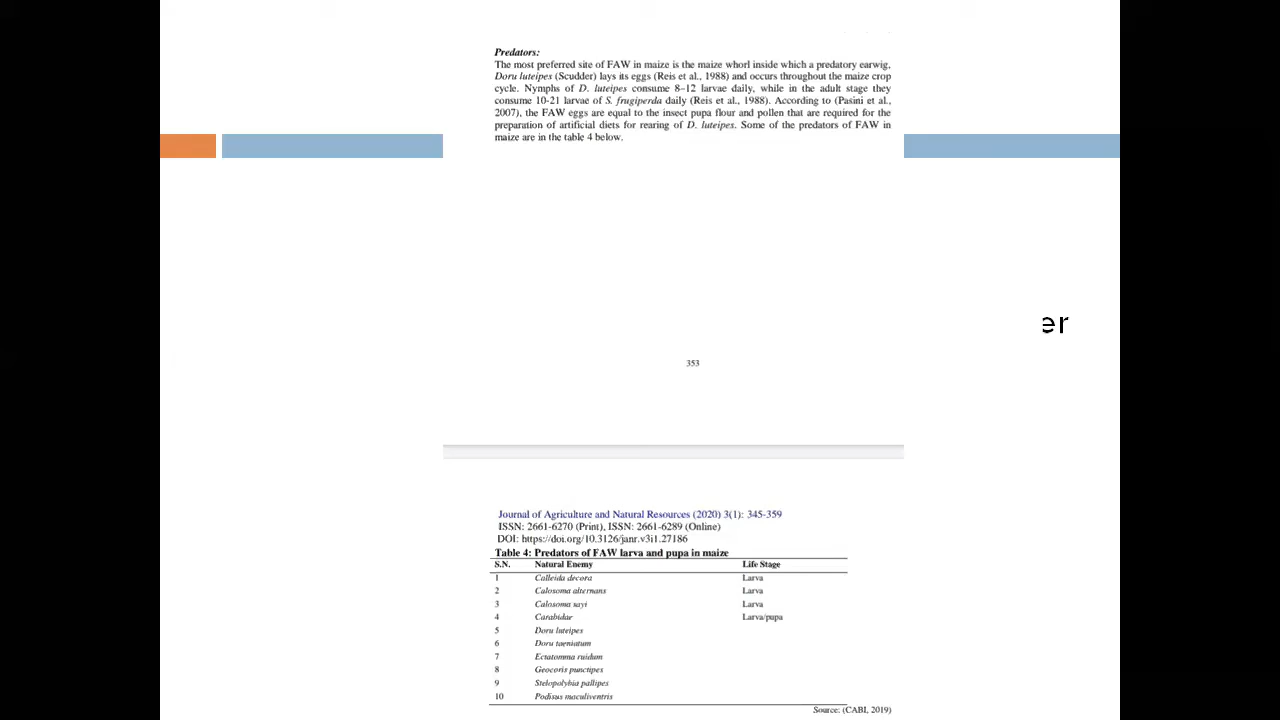 Predators:
The most preferred site of FAW in maize is the maize whorl inside which a predatory earwig,
Doru luteipes (Scudder) lays its eggs (Reis et al., 1988) and occurs throughout the maize crop
cycle. Nymphs of D. luteipes consume 8–12 larvae daily, while in the adult stage they
consume 10-21 larvae of S. frugiperda daily (Reis et al., 1988). According to (Pasini et al.,
2007), the FAW eggs are equal to the insect pupa flour and pollen that are required for the
preparation of artificial diets for rearing of D. luteipes. Some of the predators of FAW in
maize are in the table 4 below.
er
353
Journal of Agriculture and Natural Resources (2020) 3(1): 345-359
ISSN: 2661-6270 (Print), ISSN: 2661-6289 (Online)
DOI: https://doi.org/10.3126/janr.v3i1.27186
Table 4: Predators of FAW larva and pupa in maize
S.N. Natural Enemy Life Stage
1 Calleida decora Larva
2 Calosoma alternans Larva
3 Calosoma sayi Larva
4 Carabidae Larva/pupa
5 Doru luteipes
6 Doru taeniatum
7 Ectatomma ruidum
8 Geocoris punctipes
9 Stelopolybia pallipes
10 Podisus maculiventris
Source: (CABI, 2019)